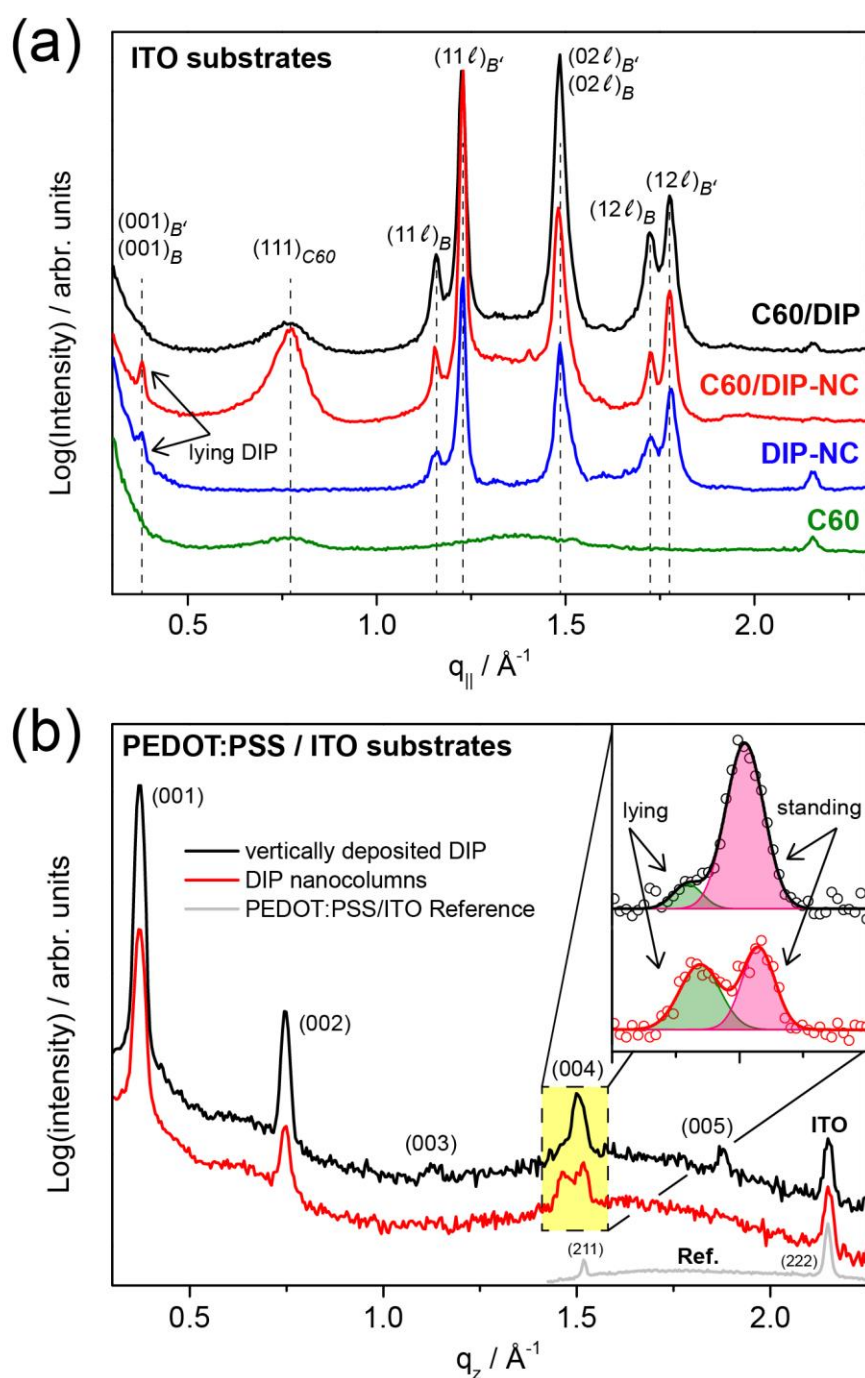 (a)
ITO substrates
(11ℓ)B‘
(02ℓ)B‘
(02ℓ)B
(001)B‘
(001)B
(111)C60
(11ℓ)B
(12ℓ)B
(12ℓ)B‘
C60/DIP
C60/DIP-NC
lying DIP
DIP-NC
C60
Log(Intensity) / arbr. units
0.5 1.0 1.5 2.0
q|| / Å-1
(b)
PEDOT:PSS / ITO substrates
(001)
vertically deposited DIP
DIP nanocolumns
PEDOT:PSS/ITO Reference
lying
standing
(002)
(003)
(004)
(005)
ITO
(211)
Ref.
(222)
Log(intensity) / arbr. units
0.5 1.0 1.5 2.0
qz / Å-1